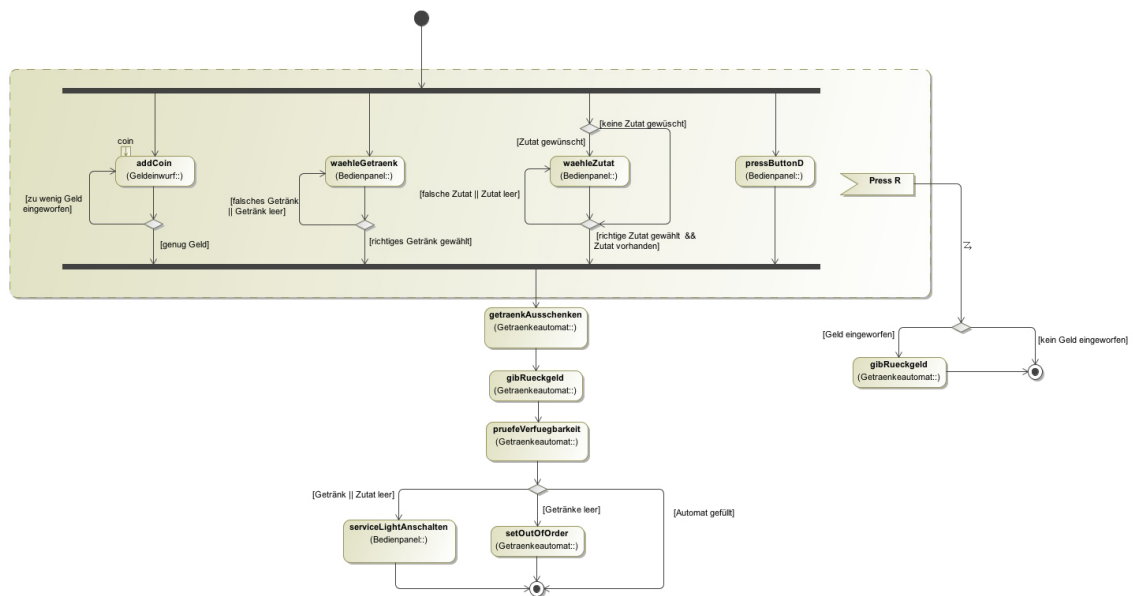 [keine Zutat gewüscht]
coin
[Zutat gewünscht]
addCoin
(Geldeinwurf::)
waehleGetraenk
(Bedienpanel::)
waehleZutat
(Bedienpanel::)
pressButtonD
(Bedienpanel::)
Press R
[zu wenig Geld
eingeworfen]
[falsches Getränk
|| Getränk leer]
[falsche Zutat || Zutat leer]
[genug Geld]
[richtiges Getränk gewählt]
[richtige Zutat gewählt &&
Zutat vorhanden]
getraenkAusschenken
(Getraenkeautomat::)
[Geld eingeworfen]
[kein Geld eingeworfen]
gibRueckgeld
(Getraenkeautomat::)
gibRueckgeld
(Getraenkeautomat::)
pruefeVerfuegbarkeit
(Getraenkeautomat::)
[Getränk || Zutat leer]
[Getränke leer]
[Automat gefüllt]
serviceLightAnschalten
(Bedienpanel::)
setOutOfOrder
(Getraenkeautomat::)